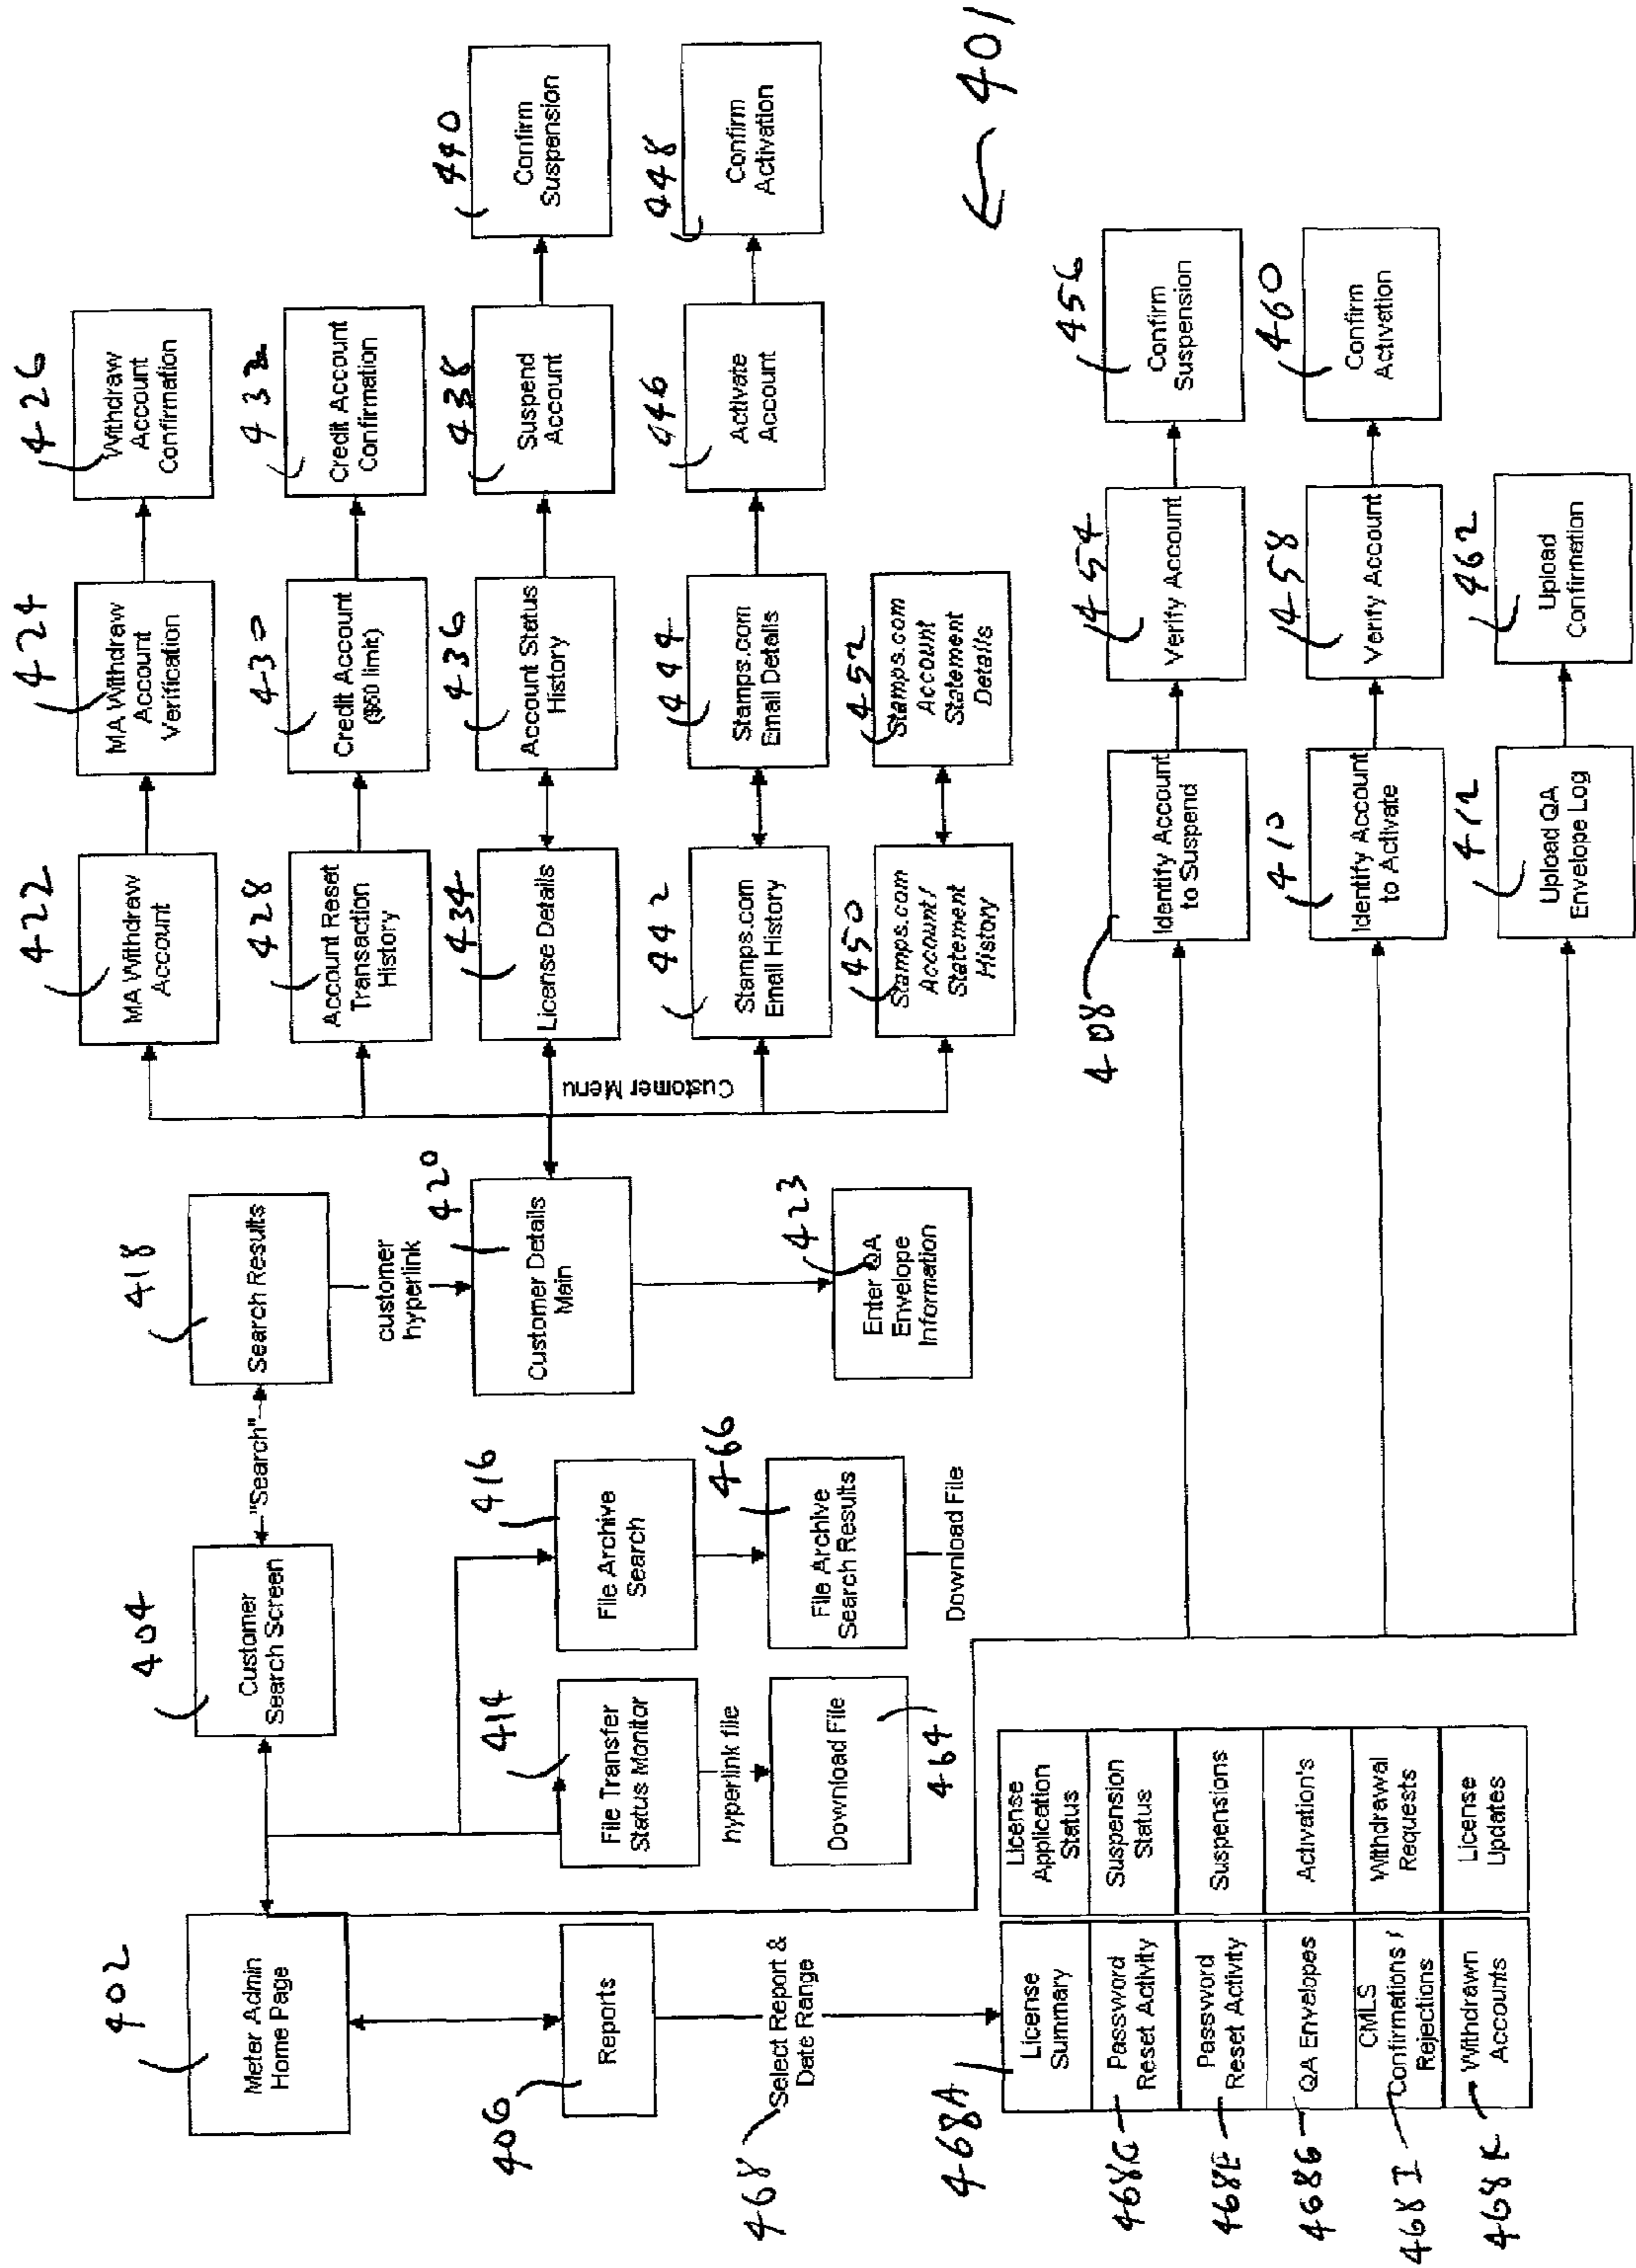 402
Meter Admin
Home Page
404
Customer
Search Screen
"Search"
418
Search Results
customer
hyperlink
420
Customer Details
Main
423
Enter QA
Envelope
Information
Customer Menu
422
MA Withdraw
Account
424
MA Withdraw
Account
Verification
426
Withdraw
Account
Confirmation
428
Account Reset
Transaction
History
430
Credit Account
($50 limit)
432
Credit Account
Confirmation
434
License Details
436
Account Status
History
438
Suspend
Account
440
Confirm
Suspension
442
Stamps.com
Email History
444
Stamps.com
Email Details
446
Activate
Account
448
Confirm
Activation
450
Stamps.com
Account/
Statement
History
452
Stamps.com
Account
Statement
Details
401
406
Reports
468
Select Report &
Date Range
414
File Transfer
Status Monitor
hyperlink file
Download File
464
416
File Archive
Search
466
File Archive
Search Results
Download File
408
Identify Account
to Suspend
454
Verify Account
456
Confirm
Suspension
410
Identify Account
to Activate
458
Verify Account
460
Confirm
Activation
412
Upload QA
Envelope Log
462
Upload
Confirmation
468A
License
Summary
License
Application
Status
468C
Password
Reset Activity
Suspension
Status
468E
Password
Reset Activity
Suspensions
468G
QA Envelopes
Activation's
468I
CMLS
Confirmations /
Rejections
Withdrawal
Requests
468K
Withdrawn
Accounts
License
Updates